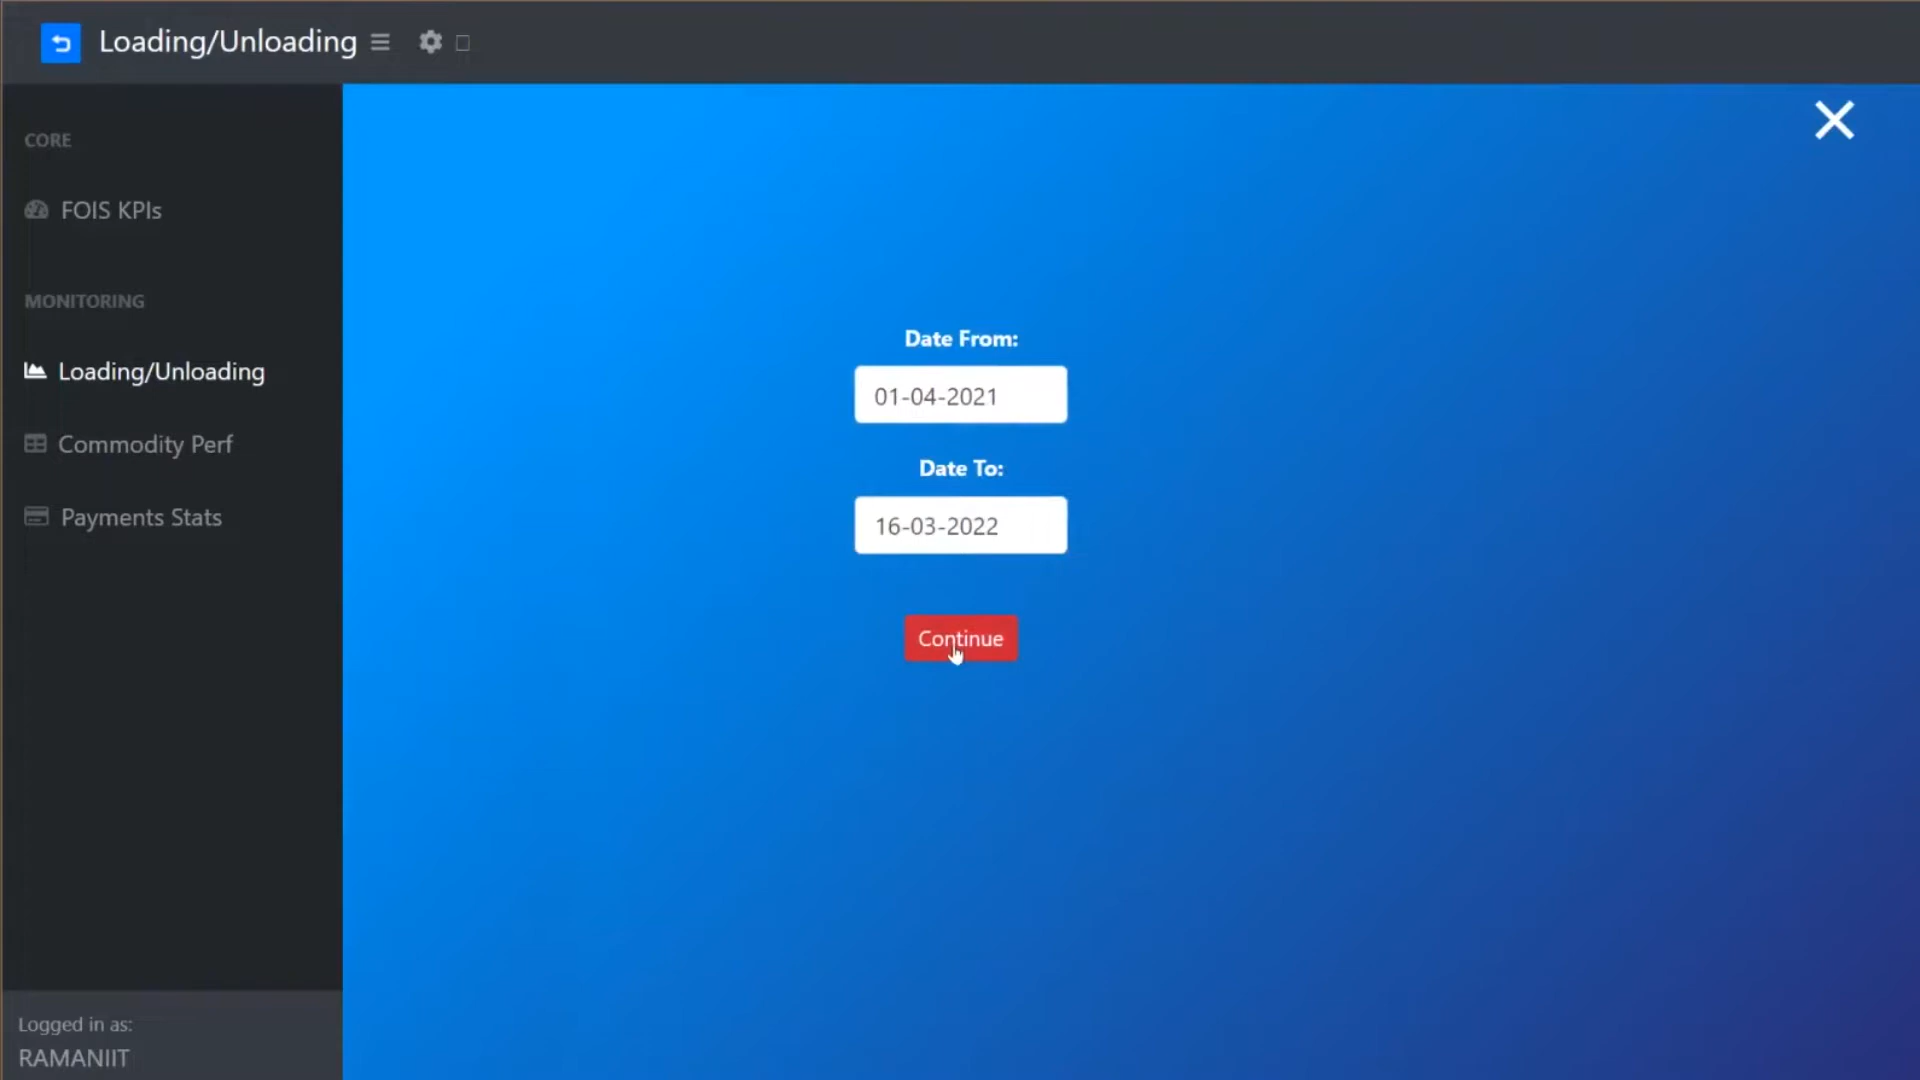 Loading/Unloading
CORE
FOIS KPIs
MONITORING
Loading/Unloading
Commodity Perf
Payments Stats
Logged in as:
RAMANIIT
Date From:
01-04-2021
Date To:
16-03-2022
Continue